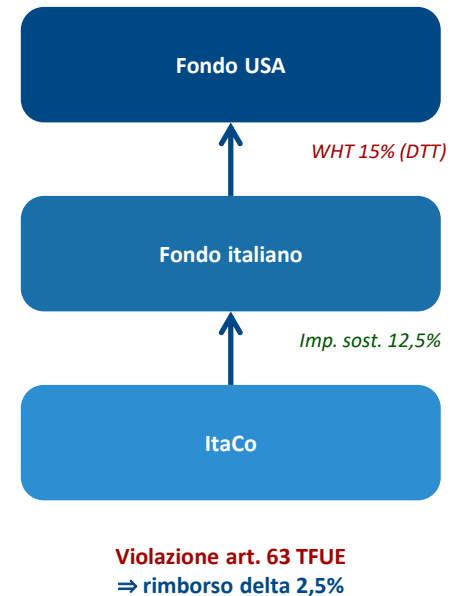 Fondo USA
WHT 15% (DTT)
Fondo italiano
Imp. sost. 12,5%
ItaCo
Violazione art. 63 TFUE
⇒ rimborso delta 2,5%